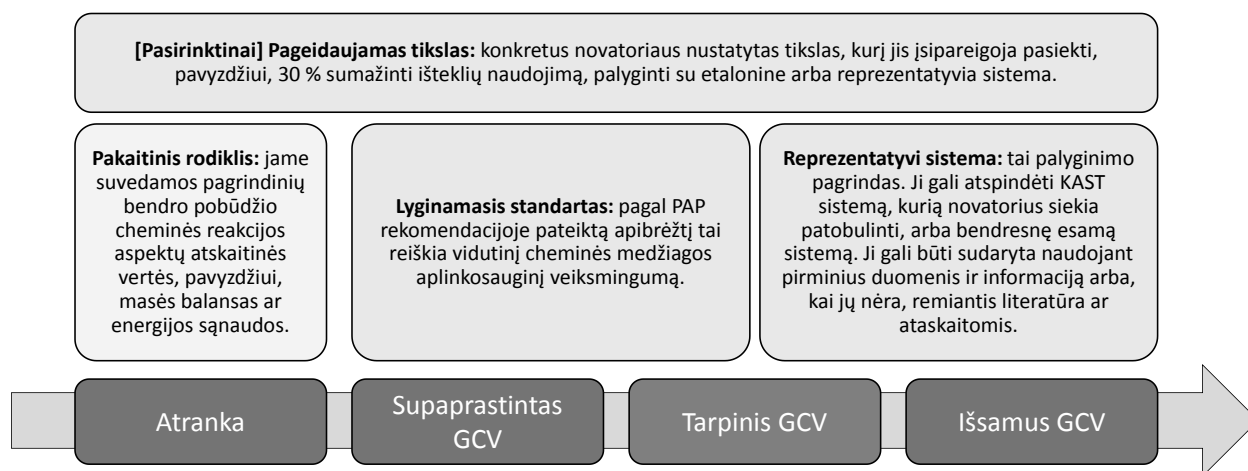 [Pasirinktinai] Pageidaujamas tikslas: konkretus novatoriaus nustatytas tikslas, kurį jis įsipareigoja pasiekti,
pavyzdžiui, 30 % sumažinti išteklių naudojimą, palyginti su etalonine arba reprezentatyvia sistema.
Pakaitinis rodiklis: jame
suvedamos pagrindinių
bendro pobūdžio
cheminės reakcijos
aspektų atskaitinės
vertės, pavyzdžiui,
masės balansas ar
energijos sąnaudos.
Lyginamasis standartas: pagal PAP
rekomendacijoje pateiktą apibrėžtį tai
reiškia vidutinį cheminės medžiagos
aplinkosauginį veiksmingumą.
Reprezentatyvi sistema: tai palyginimo
pagrindas. Ji gali atspindėti KAST
sistemą, kurią novatorius siekia
patobulinti, arba bendresnę esamą
sistemą. Ji gali būti sudaryta naudojant
pirminius duomenis ir informaciją arba,
kai jų nėra, remiantis literatūra ar
ataskaitomis.
Atranka
Supaprastintas
GCV
Tarpinis GCV
Išsamus GCV